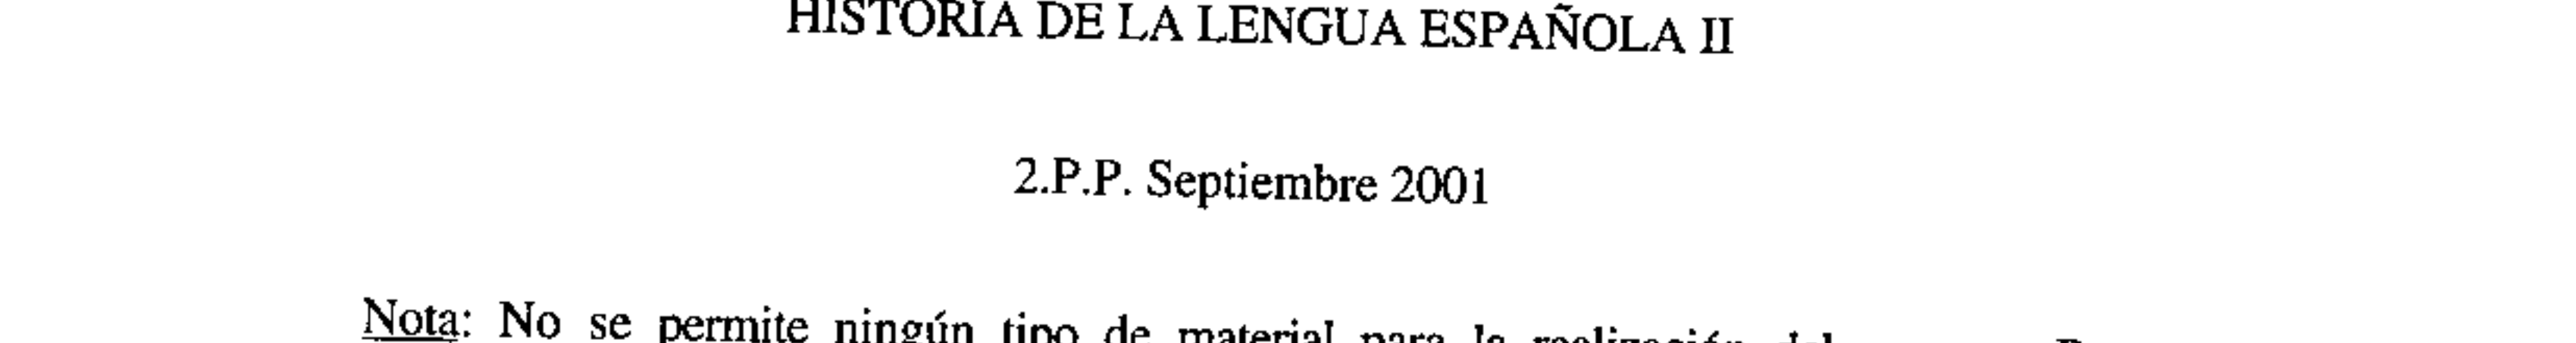 HISTORIA DE LA LENGUA ESPAÑOLA II
2.P.P. Septiembre 2001
Nota: No se permite ningún tipo de material para la realización del